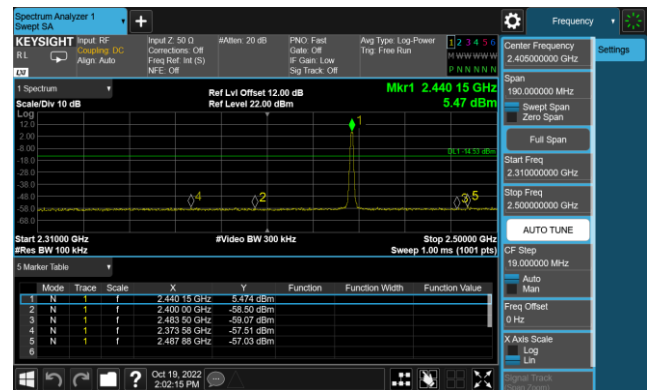 Spectrum Analyzer 1
Swept SA
Frequency
KEYSIGHT
RL
LXI
Input: RF
Coupling: DC
Align: Auto
Input Z: 50 Ω
Corrections: Off
Freq Ref: Int (S)
NFE: Off
#Atten: 20 dB
PNO: Fast
Gate: Off
IF Gain: Low
Sig Track: Off
Avg Type: Log-Power
Trig: Free Run
1 2 3 4 5 6
M W W W W W
P N N N N N
1 Spectrum
Scale/Div 10 dB
Ref Lvl Offset 12.00 dB
Ref Level 22.00 dBm
Mkr1 2.440 15 GHz
5.47 dBm
Log
12.0
2.00
-8.00
-18.0
-28.0
-38.0
-48.0
-58.0
-68.0
1
DL1 -14.53 dBm
4
2
3
5
Start 2.31000 GHz
#Res BW 100 kHz
#Video BW 300 kHz
Stop 2.50000 GHz
Sweep 1.00 ms (1001 pts)
5 Marker Table
Mode Trace Scale X Y Function Function Width Function Value
1 N 1 f 2.440 15 GHz 5.474 dBm
2 N 1 f 2.400 00 GHz -58.50 dBm
3 N 1 f 2.483 50 GHz -59.07 dBm
4 N 1 f 2.373 58 GHz -57.51 dBm
5 N 1 f 2.487 88 GHz -57.03 dBm
6
Oct 19, 2022
2:02:15 PM
Center Frequency
2.405000000 GHz
Settings
Span
190.000000 MHz
Swept Span
Zero Span
Full Span
Start Freq
2.310000000 GHz
Stop Freq
2.500000000 GHz
AUTO TUNE
CF Step
19.000000 MHz
Auto
Man
Freq Offset
0 Hz
X Axis Scale
Log
Lin
Signal Track
(Span Zoom)